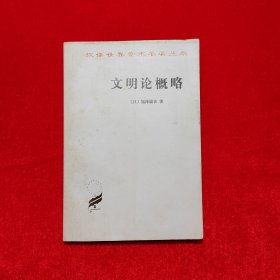 汉译世界学术名著丛书
文明论概略
〔日〕福泽谕吉 著